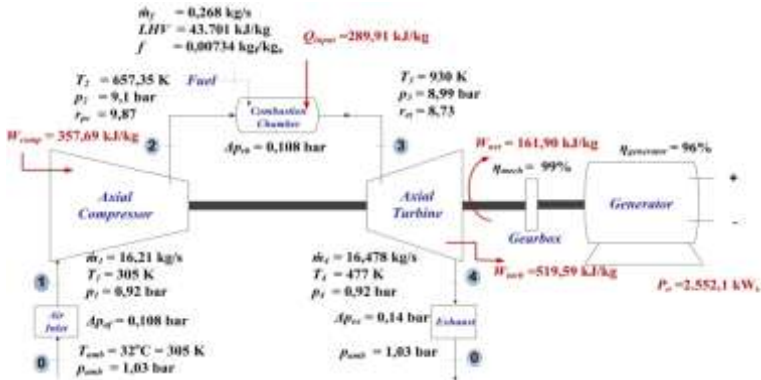 ṁf = 0,268 kg/s
LHV = 43.701 kJ/kg
f = 0,00734 kgf/kga
Qinput =289,91 kJ/kg
T2 = 657,35 K
p2 = 9,1 bar
rpc = 9,87
Fuel
Combustion
Chamber
T3 = 930 K
p3 = 8,99 bar
ret = 8,73
Wcomp = 357,69 kJ/kg
2
Δpcb = 0,108 bar
3
Wnet = 161,90 kJ/kg
ηmech = 99%
ηgenerator = 96%
Axial
Compressor
Axial
Turbine
Gearbox
Generator
+
-
ṁ1 = 16,21 kg/s
T1 = 305 K
p1 = 0,92 bar
1
ṁ4 = 16,478 kg/s
T4 = 477 K
p4 = 0,92 bar
4
Wturb =519,59 kJ/kg
Pe =2.552,1 kWe
Air
Inlet
Δpaf = 0,108 bar
Δpex = 0,14 bar
Exhaust
0
Tamb = 32°C = 305 K
pamb = 1,03 bar
pamb = 1,03 bar
0